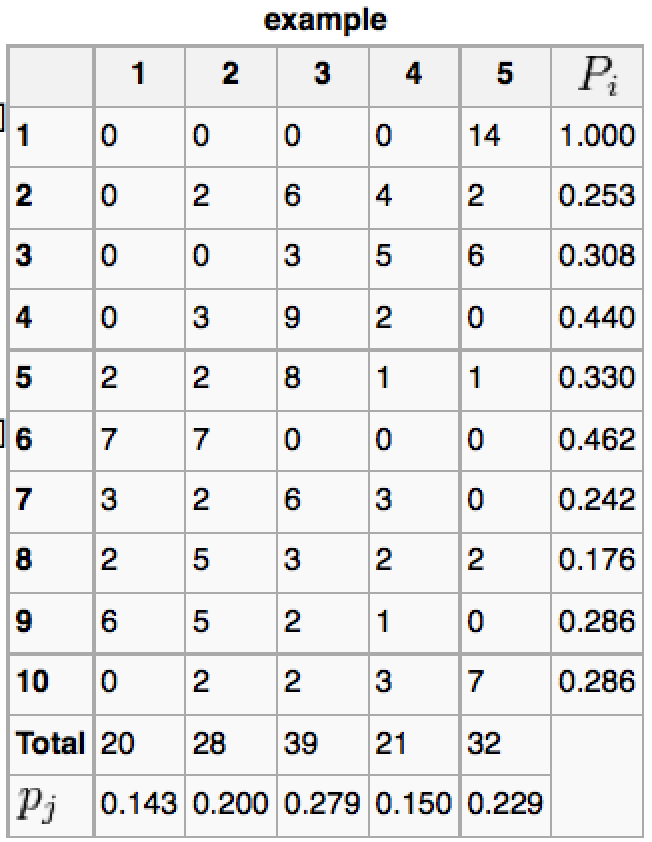 example
1 2 3 4 5 Pᵢ
1 0 0 0 0 14 1.000
2 0 2 6 4 2 0.253
3 0 0 3 5 6 0.308
4 0 3 9 2 0 0.440
5 2 2 8 1 1 0.330
6 7 7 0 0 0 0.462
7 3 2 6 3 0 0.242
8 2 5 3 2 2 0.176
9 6 5 2 1 0 0.286
10 0 2 2 3 7 0.286
Total 20 28 39 21 32
pⱼ 0.143 0.200 0.279 0.150 0.229